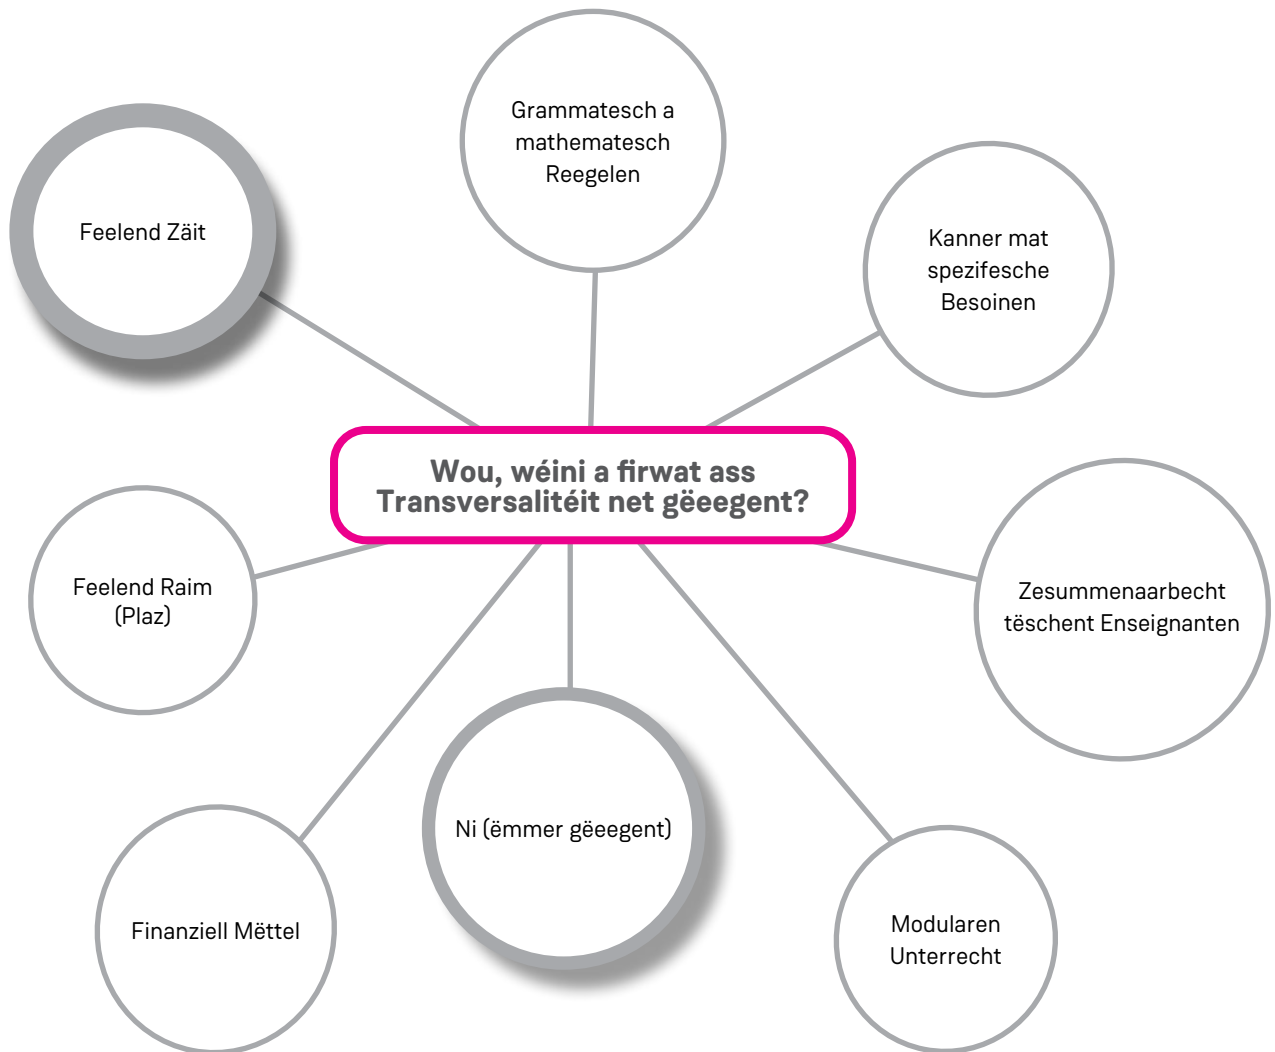 Grammatesch a
mathematesch
Reegelen
Feelend Zäit
Kanner mat
spezifesche
Besoinen
Wou, wéini a firwat ass
Transversalitéit net gëeegent?
Feelend Raim
(Plaz)
Zesummenaarbecht
tëschent Enseignanten
Ni (ëmmer gëeegent)
Finanziell Mëttel
Modularen
Unterrecht